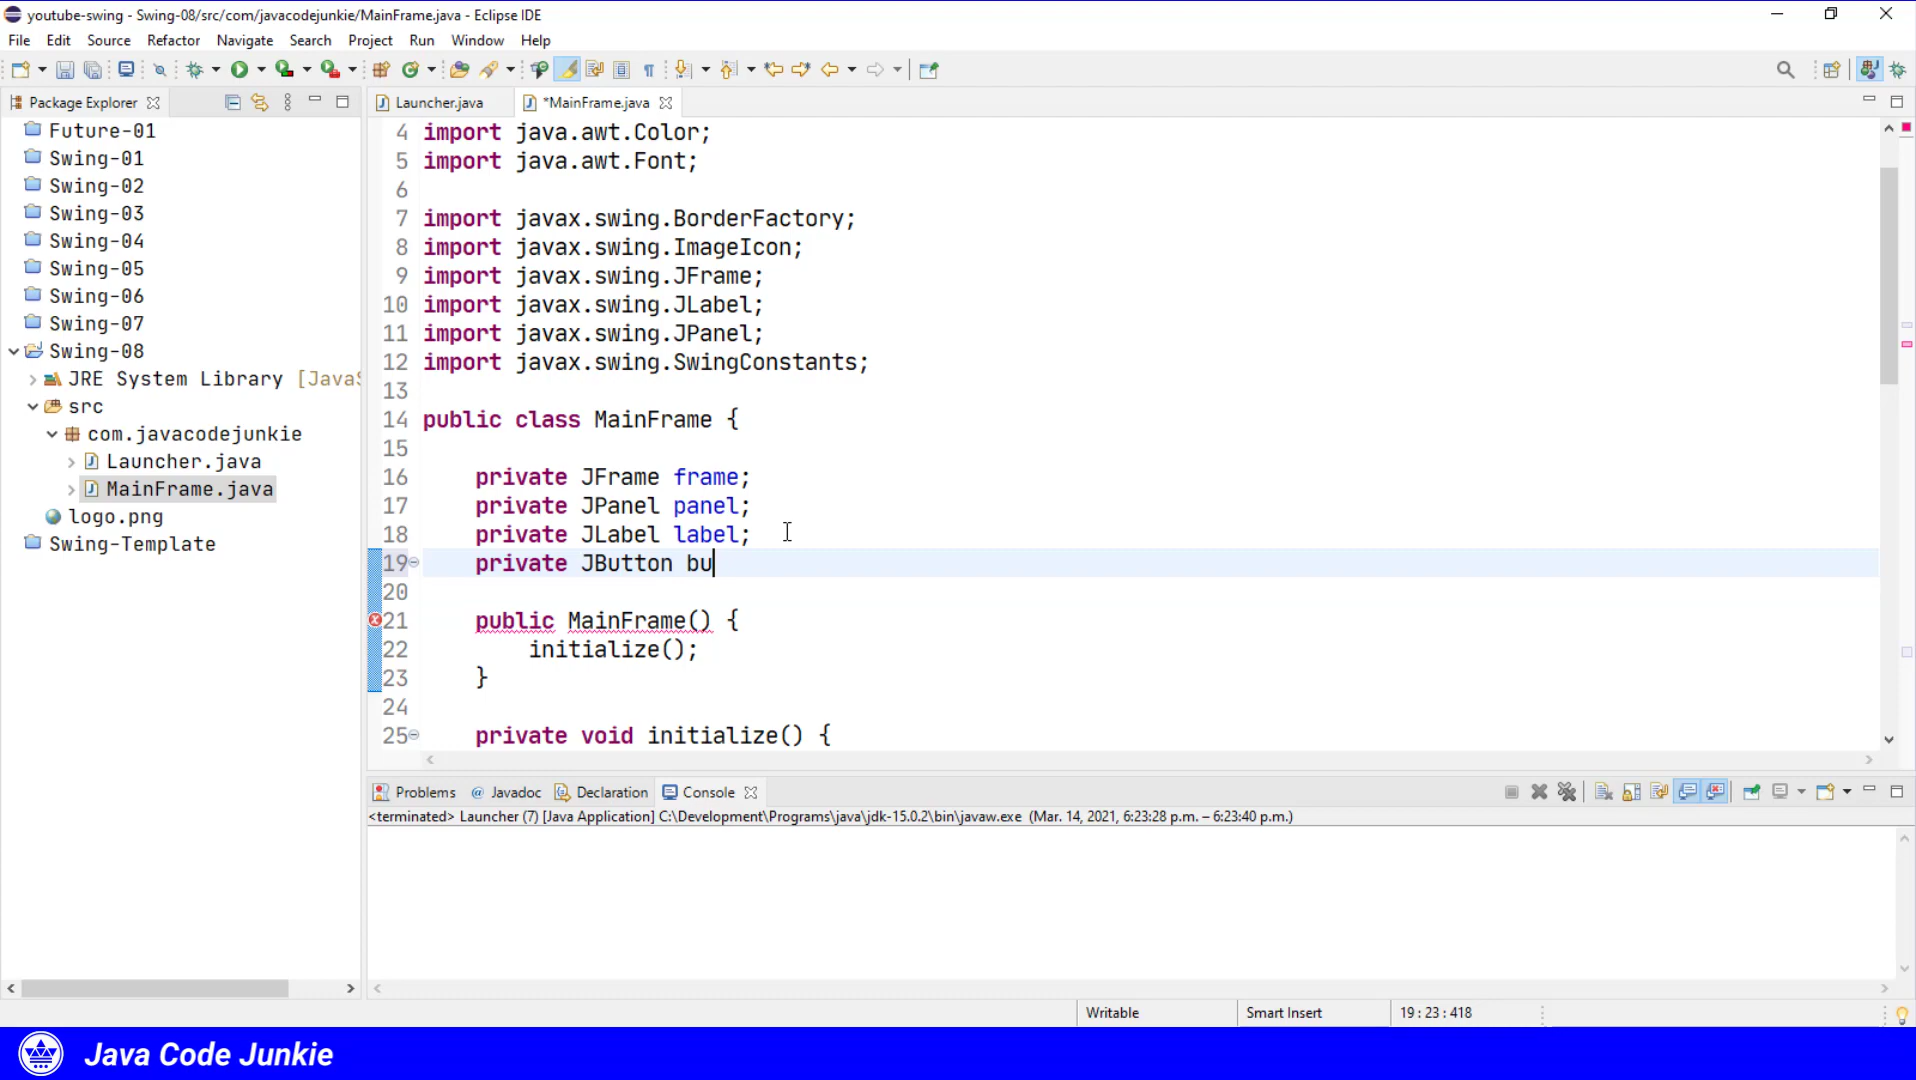 youtube-swing - Swing-08/src/com/javacodejunkie/MainFrame.java - Eclipse IDE
File Edit Source Refactor Navigate Search Project Run Window Help
Package Explorer
Launcher.java
*MainFrame.java
Future-01
Swing-01
Swing-02
Swing-03
Swing-04
Swing-05
Swing-06
Swing-07
Swing-08
JRE System Library [JavaS
src
com.javacodejunkie
Launcher.java
MainFrame.java
logo.png
Swing-Template
4 import java.awt.Color;
5 import java.awt.Font;
6
7 import javax.swing.BorderFactory;
8 import javax.swing.ImageIcon;
9 import javax.swing.JFrame;
10 import javax.swing.JLabel;
11 import javax.swing.JPanel;
12 import javax.swing.SwingConstants;
13
14 public class MainFrame {
15
16 private JFrame frame;
17 private JPanel panel;
18 private JLabel label;
19 private JButton bu
20
21 public MainFrame() {
22 initialize();
23 }
24
25 private void initialize() {
Problems @ Javadoc Declaration Console
<terminated> Launcher (7) [Java Application] C:\Development\Programs\java\jdk-15.0.2\bin\javaw.exe (Mar. 14, 2021, 6:23:28 p.m. – 6:23:40 p.m.)
Writable Smart Insert 19 : 23 : 418
Java Code Junkie